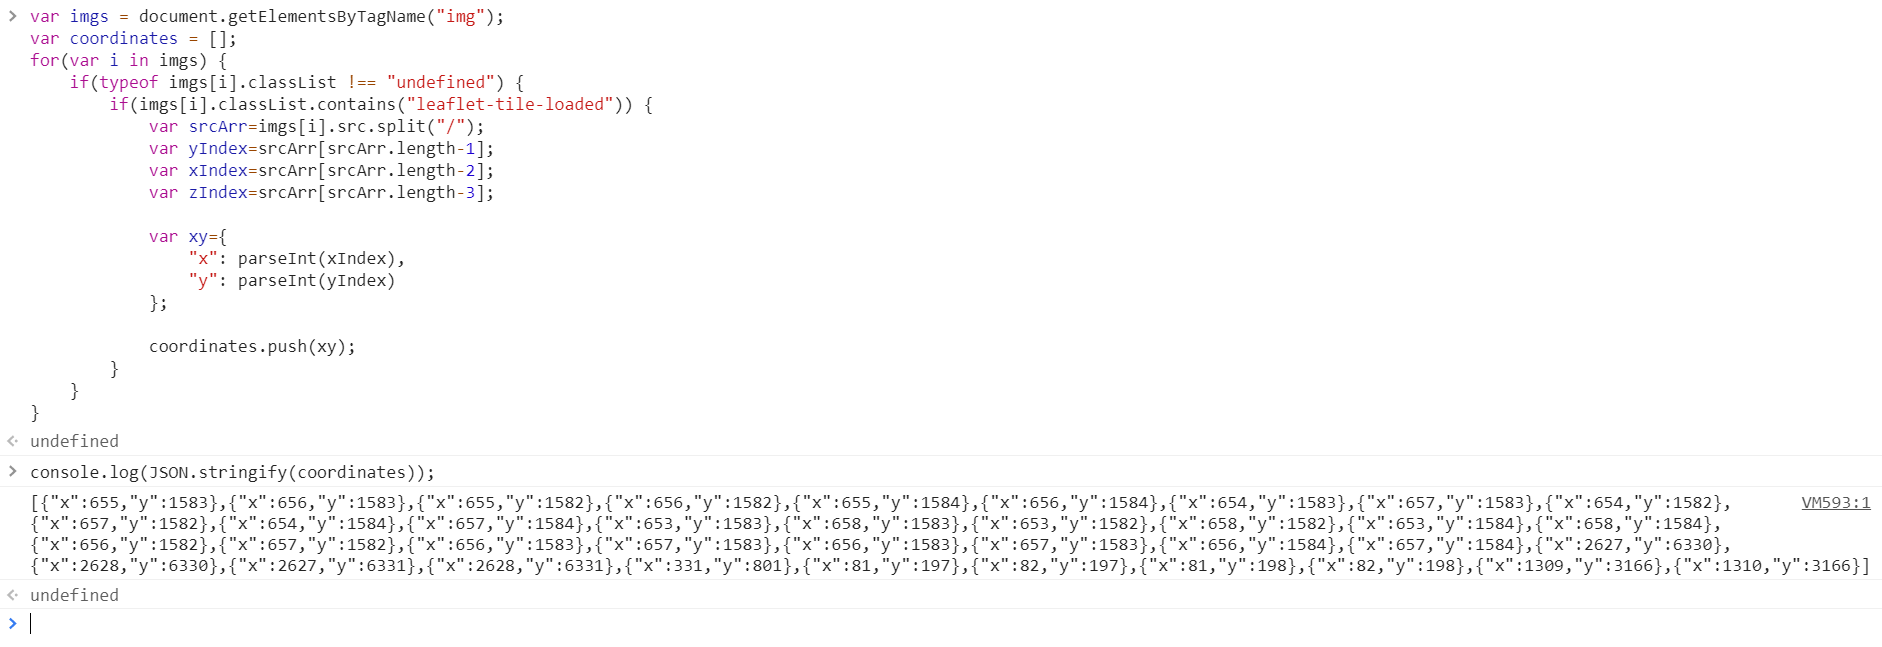 > var imgs = document.getElementsByTagName("img");
var coordinates = [];
for(var i in imgs) {
    if(typeof imgs[i].classList !== "undefined") {
        if(imgs[i].classList.contains("leaflet-tile-loaded")) {
            var srcArr=imgs[i].src.split("/");
            var yIndex=srcArr[srcArr.length-1];
            var xIndex=srcArr[srcArr.length-2];
            var zIndex=srcArr[srcArr.length-3];

            var xy={
                "x": parseInt(xIndex),
                "y": parseInt(yIndex)
            };

            coordinates.push(xy);
        }
    }
}
undefined
> console.log(JSON.stringify(coordinates));
[{"x":655,"y":1583},{"x":656,"y":1583},{"x":655,"y":1582},{"x":656,"y":1582},{"x":655,"y":1584},{"x":656,"y":1584},{"x":654,"y":1583},{"x":657,"y":1583},{"x":654,"y":1582}, VM593:1
{"x":657,"y":1582},{"x":654,"y":1584},{"x":657,"y":1584},{"x":653,"y":1583},{"x":658,"y":1583},{"x":653,"y":1582},{"x":658,"y":1582},{"x":653,"y":1584},{"x":658,"y":1584},
{"x":656,"y":1582},{"x":657,"y":1582},{"x":656,"y":1583},{"x":657,"y":1583},{"x":656,"y":1583},{"x":657,"y":1583},{"x":656,"y":1584},{"x":657,"y":1584},{"x":2627,"y":6330},
{"x":2628,"y":6330},{"x":2627,"y":6331},{"x":2628,"y":6331},{"x":331,"y":801},{"x":81,"y":197},{"x":82,"y":197},{"x":81,"y":198},{"x":82,"y":198},{"x":1309,"y":3166},{"x":1310,"y":3166}]
undefined
>